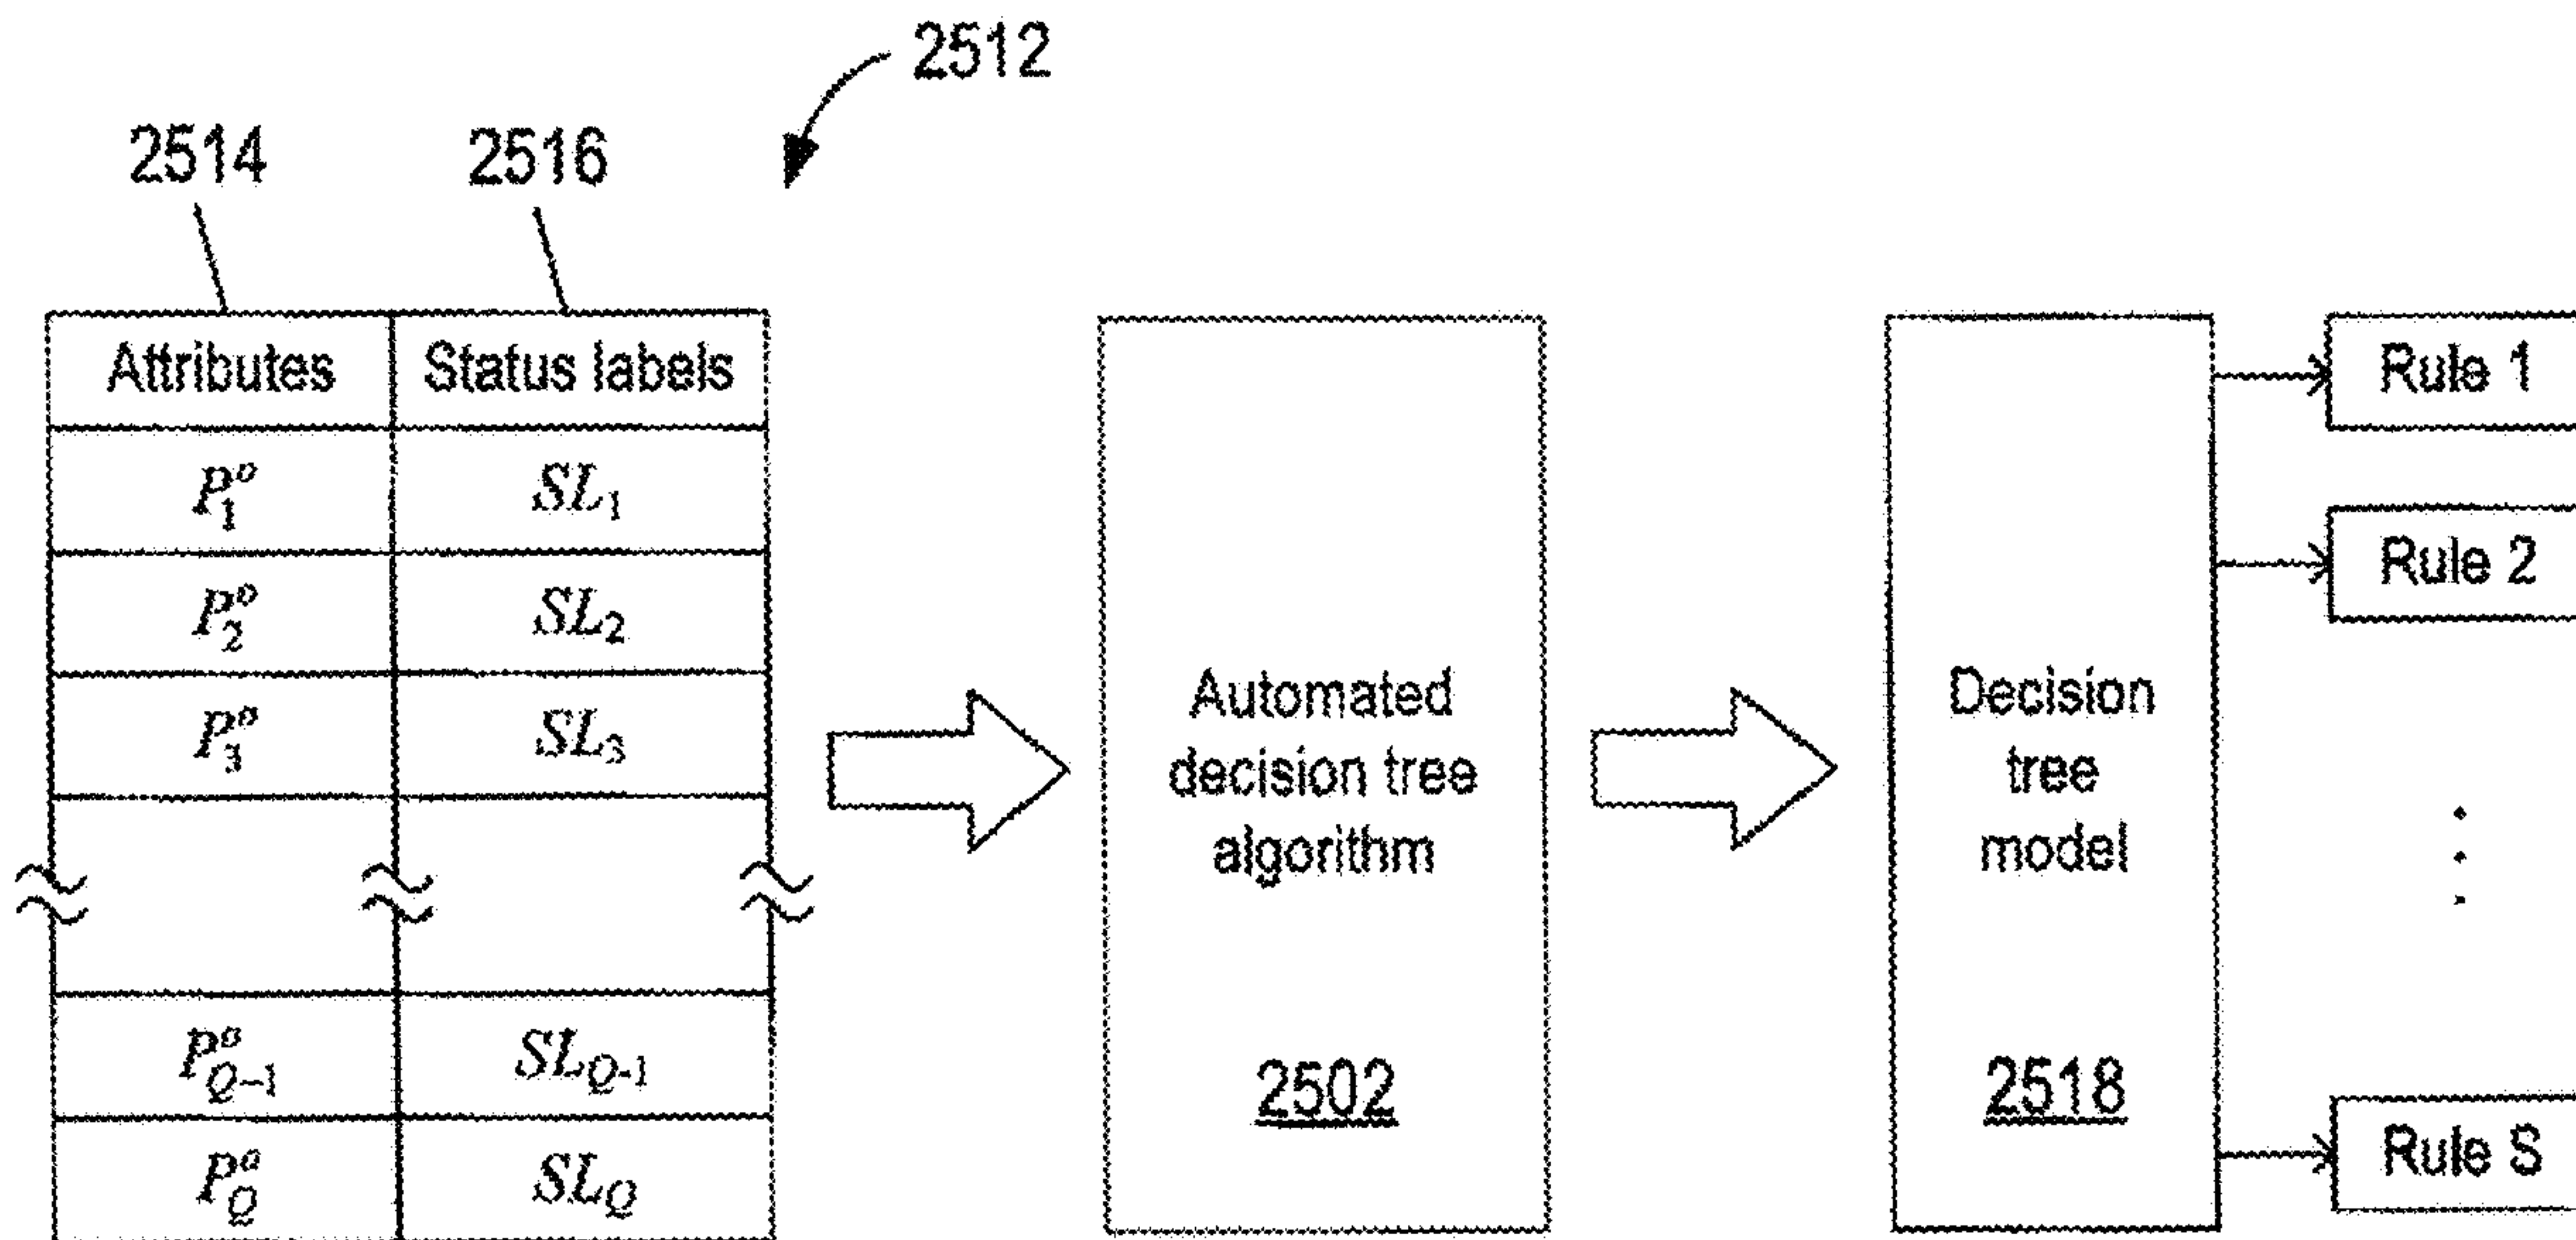 2512
2514 2516
Attributes Status labels
P₁ᵒ SL₁
P₂ᵒ SL₂
P₃ᵒ SL₃
P_{Q–1}ᵒ SL_{Q-1}
P_Qᵒ SL_Q
Automated
decision tree
algorithm
2502
Decision
tree
model
2518
Rule 1
Rule 2
Rule S